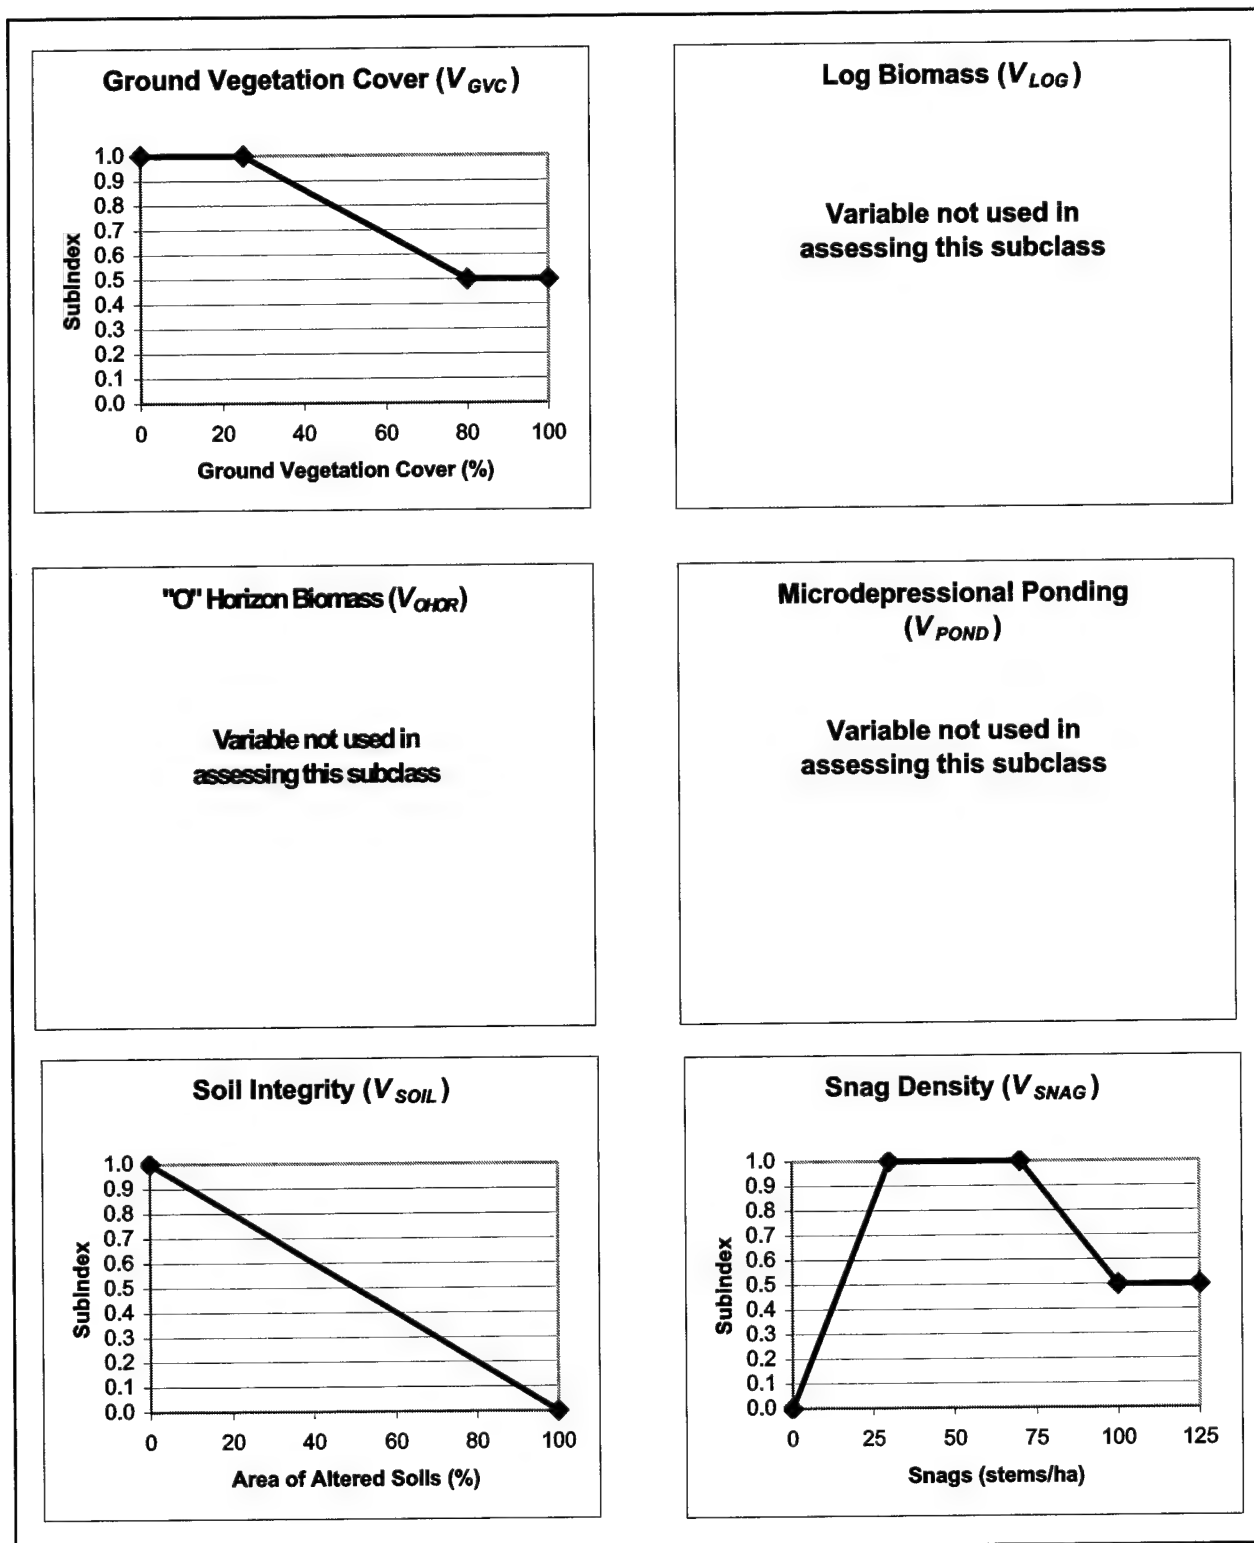 Ground Vegetation Cover (V GVC)
1.0
0.9
0.8
0.7
0.6
0.5
0.4
0.3
0.2
0.1
0.0
SubIndex
0 20 40 60 80 100
Ground Vegetation Cover (%)
Log Biomass (V LOG)
Variable not used in
assessing this subclass
"O" Horizon Biomass (V OHOR)
Variable not used in
assessing this subclass
Microdepressional Ponding
(V POND)
Variable not used in
assessing this subclass
Soil Integrity (V SOIL)
1.0
0.9
0.8
0.7
0.6
0.5
0.4
0.3
0.2
0.1
0.0
SubIndex
0 20 40 60 80 100
Area of Altered Soils (%)
Snag Density (V SNAG)
1.0
0.9
0.8
0.7
0.6
0.5
0.4
0.3
0.2
0.1
0.0
SubIndex
0 25 50 75 100 125
Snags (stems/ha)